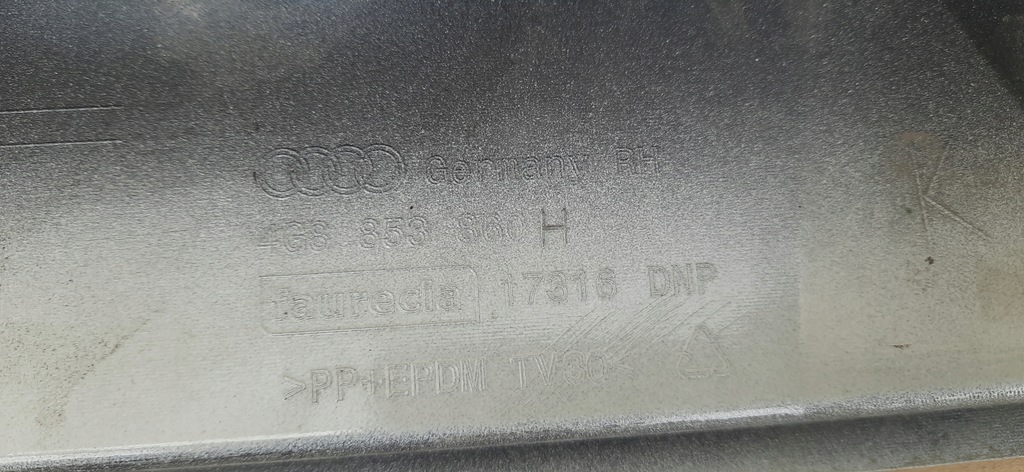 Germany RH
4G8 853 860 H
faurecia 17316 DNP
>PP+EPDM TV30<
K